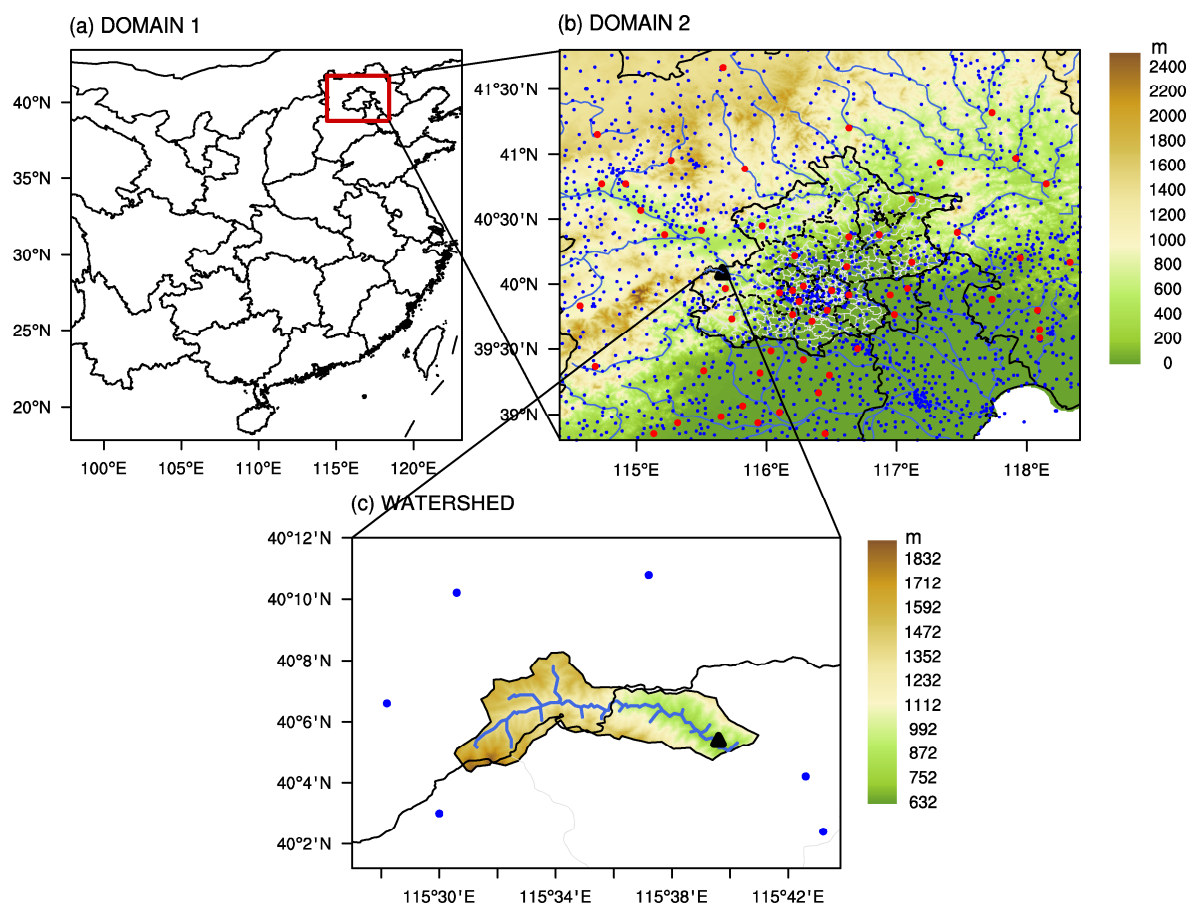 (a) DOMAIN 1
40°N
35°N
30°N
25°N
20°N
100°E 105°E 110°E 115°E 120°E
(b) DOMAIN 2
41°30'N
41°N
40°30'N
40°N
39°30'N
39°N
115°E 116°E 117°E 118°E
m
2400
2200
2000
1800
1600
1400
1200
1000
800
600
400
200
0
(c) WATERSHED
40°12'N
40°10'N
40°8'N
40°6'N
40°4'N
40°2'N
115°30'E 115°34'E 115°38'E 115°42'E
m
1832
1712
1592
1472
1352
1232
1112
992
872
752
632